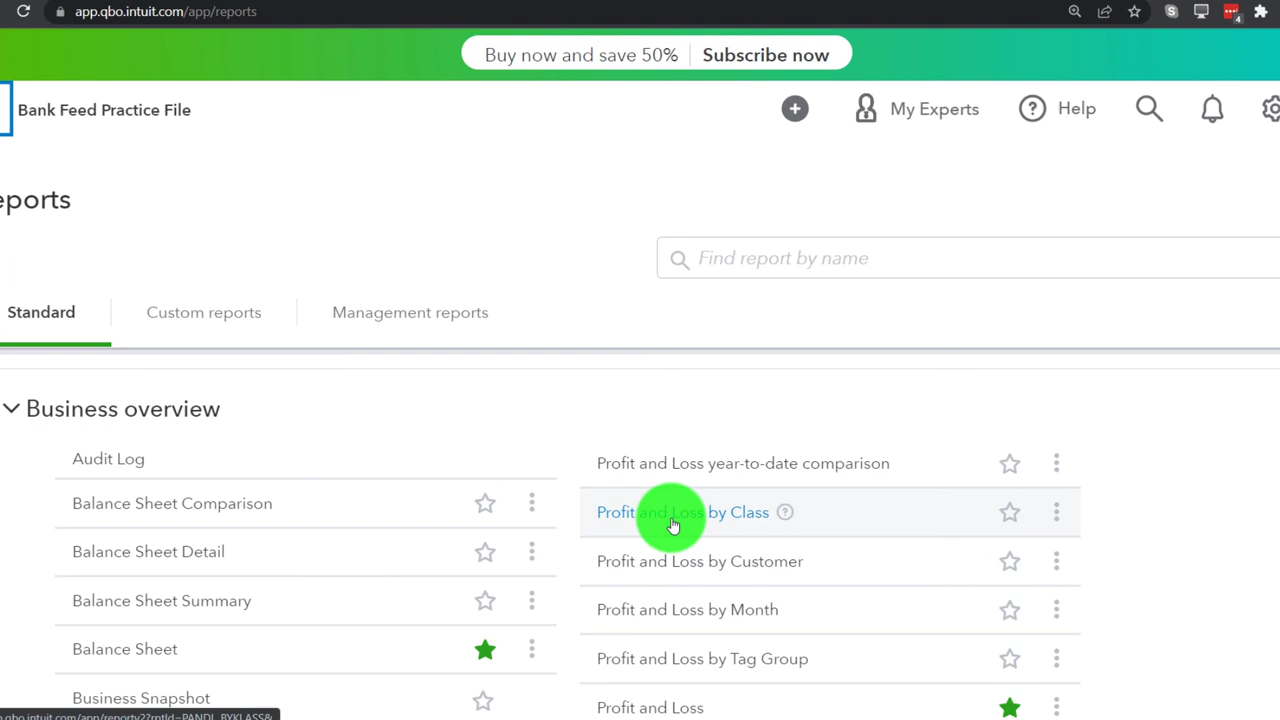 app.qbo.intuit.com/app/reports
4
Buy now and save 50% Subscribe now
Bank Feed Practice File
My Experts
Help
eports
Find report by name
Standard
Custom reports
Management reports
Business overview
Audit Log
Balance Sheet Comparison
Balance Sheet Detail
Balance Sheet Summary
Balance Sheet
Business Snapshot
Profit and Loss year-to-date comparison
Profit and Loss by Class
Profit and Loss by Customer
Profit and Loss by Month
Profit and Loss by Tag Group
Profit and Loss